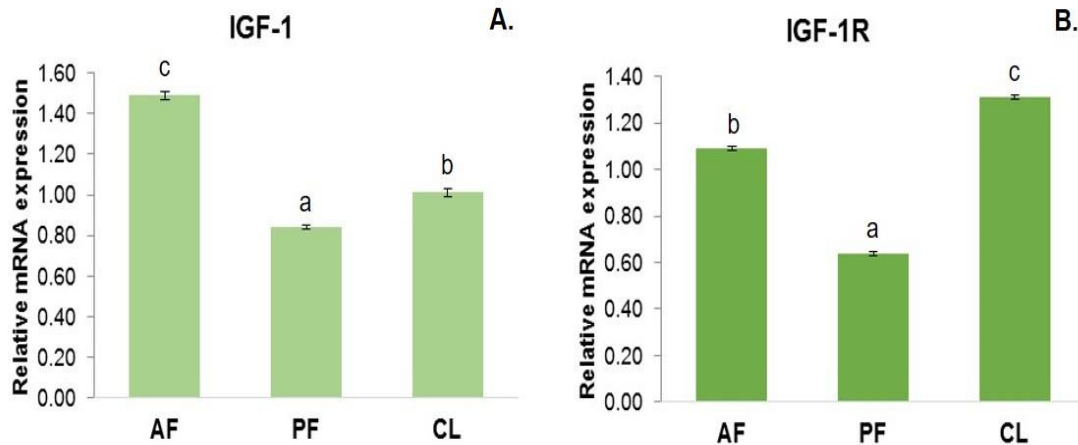 IGF-1
A.
Relative mRNA expression
1.60
1.40
1.20
1.00
0.80
0.60
0.40
0.20
0.00
c
a
b
AF PF CL
IGF-1R
B.
Relative mRNA expression
1.40
1.20
1.00
0.80
0.60
0.40
0.20
0.00
b
a
c
AF PF CL